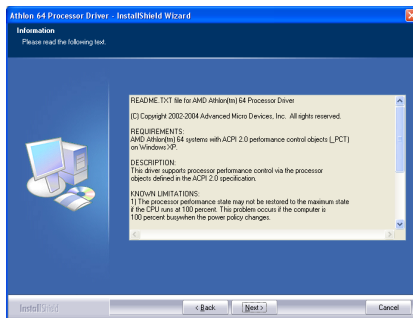 Athlon 64 Processor Driver - InstallShield Wizard
Information
Please read the following text.
README.TXT file for AMD Athlon(tm) 64 Processor Driver
(C) Copyright 2002-2004 Advanced Micro Devices, Inc. All rights reserved.
REQUIREMENTS:
AMD Athlon(tm) 64 systems with ACPI 2.0 performance control objects (_PCT)
on Windows XP.
DESCRIPTION:
This driver supports processor performance control via the processor
objects defined in the ACPI 2.0 specification.
KNOWN LIMITATIONS:
1) The processor performance state may not be restored to the maximum state
if the CPU runs at 100 percent. This problem occurs if the computer is
100 percent busywhen the power policy changes.
InstallShield
< Back
Next >
Cancel